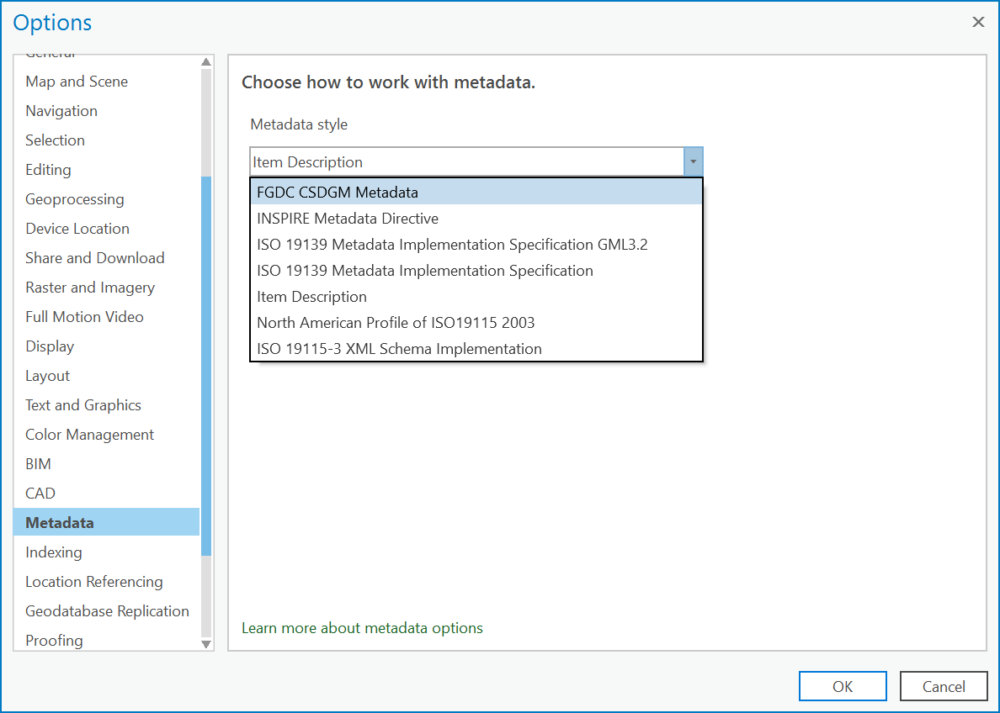 Options
General
Map and Scene
Navigation
Selection
Editing
Geoprocessing
Device Location
Share and Download
Raster and Imagery
Full Motion Video
Display
Layout
Text and Graphics
Color Management
BIM
CAD
Metadata
Indexing
Location Referencing
Geodatabase Replication
Proofing
Choose how to work with metadata.
Metadata style
Item Description
FGDC CSDGM Metadata
INSPIRE Metadata Directive
ISO 19139 Metadata Implementation Specification GML3.2
ISO 19139 Metadata Implementation Specification
Item Description
North American Profile of ISO19115 2003
ISO 19115-3 XML Schema Implementation
Learn more about metadata options
OK
Cancel